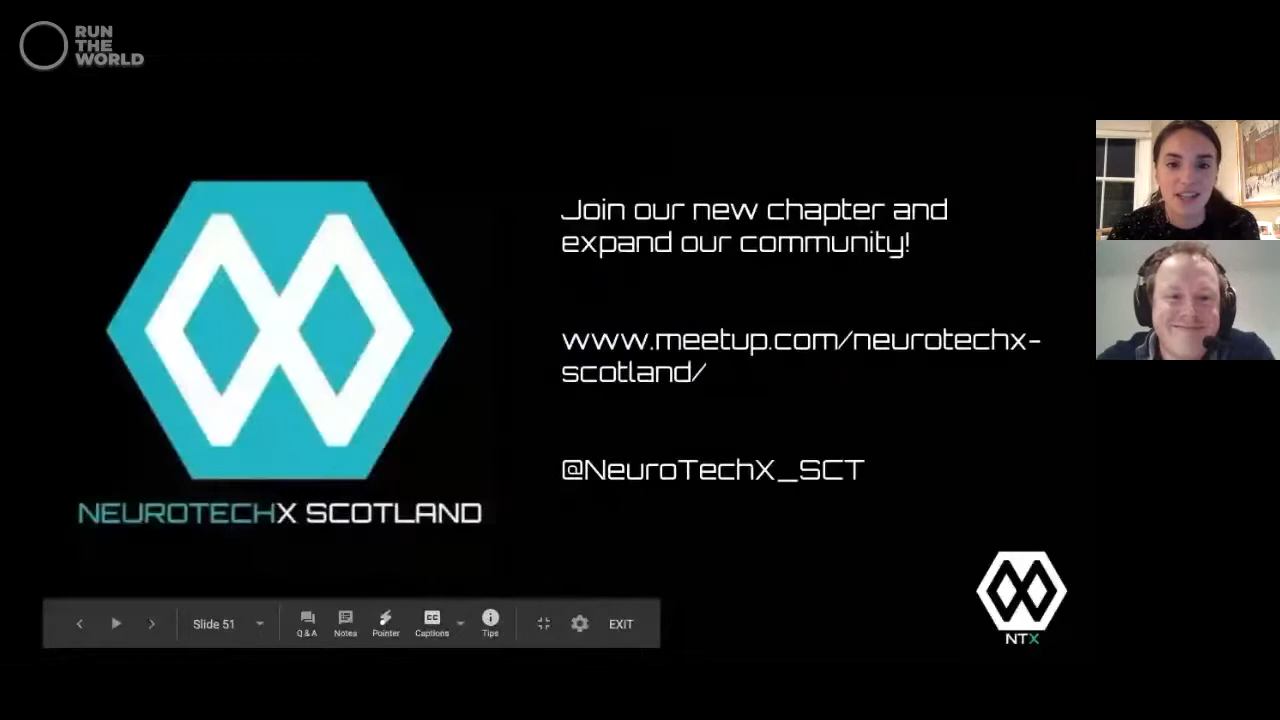 RUN
THE
WORLD
Join our new chapter and
expand our community!
www.meetup.com/neurotechx-
scotland/
@NeuroTechX_SCT
NEUROTECHX SCOTLAND
NTX
Slide 51
Q & A
Notes
Pointer
CC
Captions
Tips
EXIT